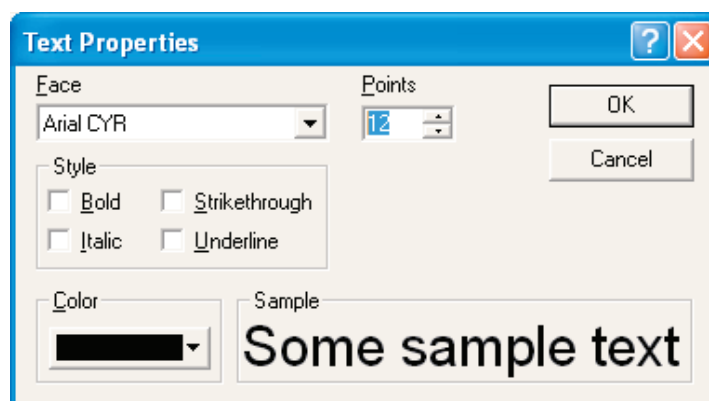 Text Properties
Face
Points
Arial CYR
12
OK
Cancel
Style
Bold
Strikethrough
Italic
Underline
Color
Sample
Some sample text